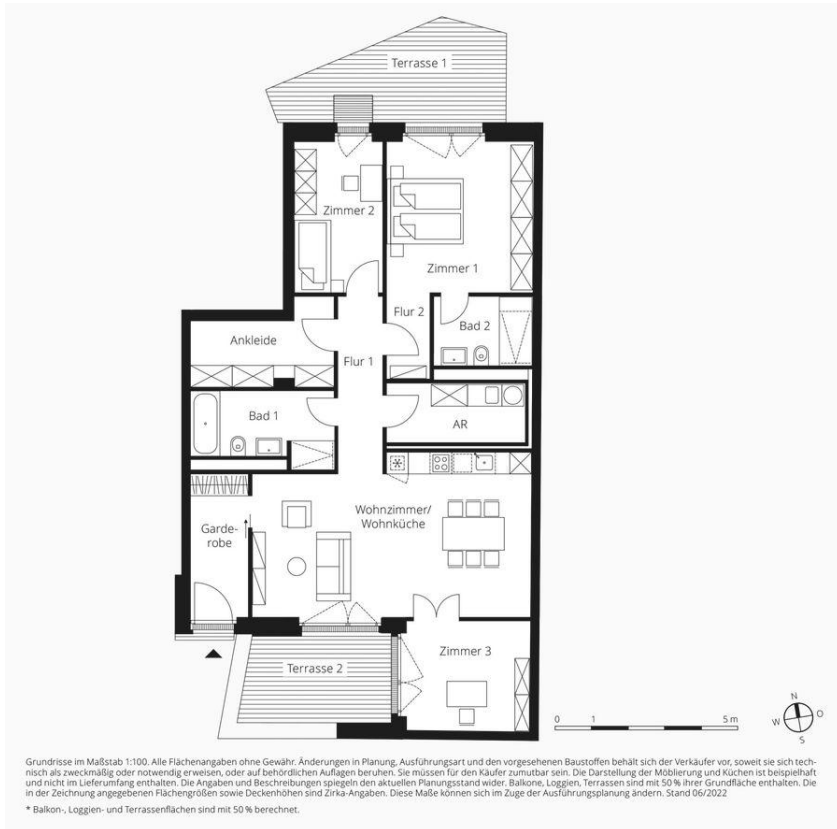 Terrasse 1
Zimmer 2
Zimmer 1
Flur 2
Bad 2
Ankleide
Flur 1
Bad 1
AR
Wohnzimmer/
Wohnküche
Garde-
robe
Zimmer 3
Terrasse 2
0 1 5 m
N
W O
S
Grundrisse im Maßstab 1:100. Alle Flächenangaben ohne Gewähr. Änderungen in Planung, Ausführungsart und den vorgesehenen Baustoffen behält sich der Verkäufer vor, soweit sie sich tech-
nisch als zweckmäßig oder notwendig erweisen, oder auf behördlichen Auflagen beruhen. Sie müssen für den Käufer zumutbar sein. Die Darstellung der Möblierung und Küchen ist beispielhaft
und nicht im Lieferumfang enthalten. Die Angaben und Beschreibungen spiegeln den aktuellen Planungsstand wider. Balkone, Loggien, Terrassen sind mit 50 % ihrer Grundfläche enthalten. Die
in der Zeichnung angegebenen Flächengrößen sowie Deckenhöhen sind Zirka-Angaben. Diese Maße können sich im Zuge der Ausführungsplanung ändern. Stand 06/2022
* Balkon-, Loggien- und Terrassenflächen sind mit 50 % berechnet.